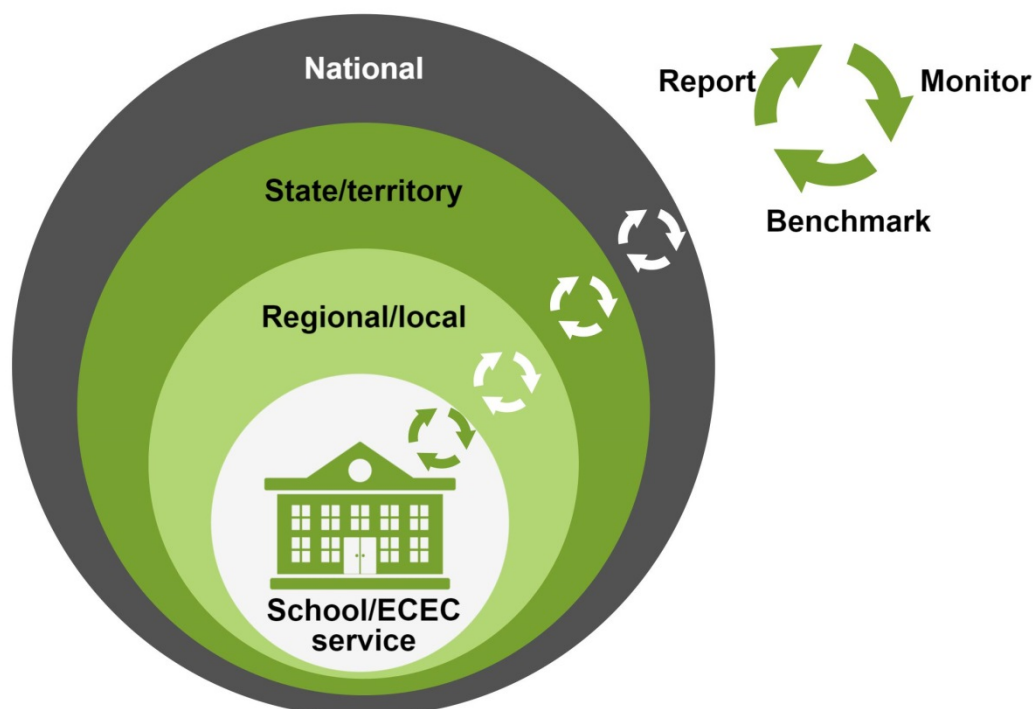 National
Report
Monitor
State/territory
Benchmark
Regional/local
School/ECEC
service